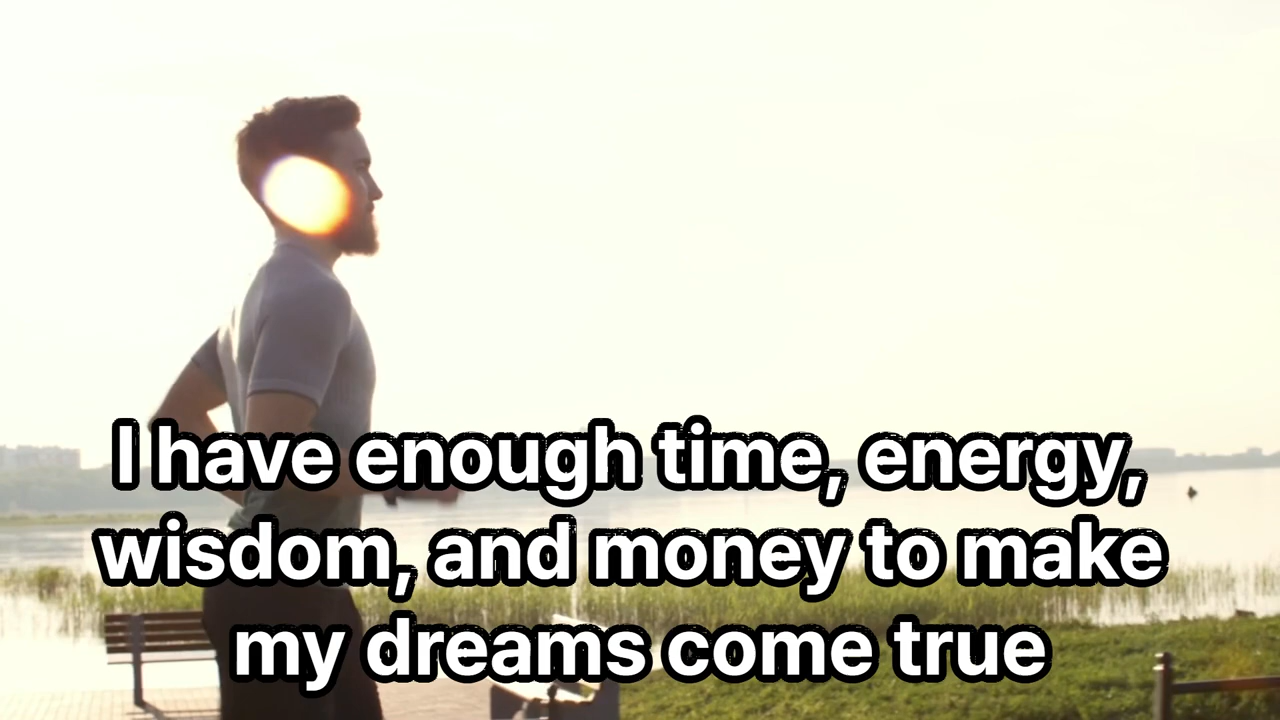 I have enough time, energy,
wisdom, and money to make
my dreams come true